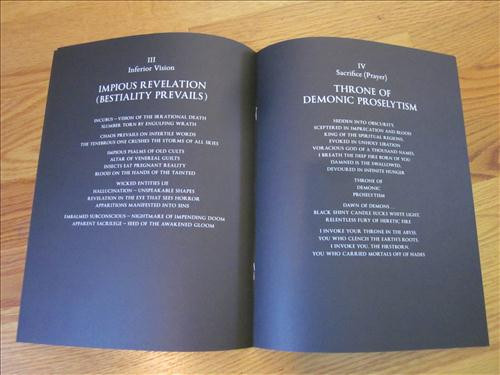 III
Inferior Vision
IMPIOUS REVELATION
(BESTIALITY PREVAILS)
INCUBUS – VISION OF THE IRRATIONAL DEATH
SLUMBER TORN BY ENGULFING WRATH
CHAOS PREVAILS ON INFERTILE WORDS
THE TENEBROUS ONE CRUSHES THE STORMS OF ALL SKIES
IMPIOUS PSALMS OF OLD CULTS
ALTAR OF VENEREAL GUILTS
INSECTS EAT PREGNANT REALITY
BLOOD ON THE HANDS OF THE TAINTED
WICKED ENTITIES LIE
HALLUCINATION – UNSPEAKABLE SHAPES
REVELATION IN THE EYE THAT SEES HORROR
APPARITIONS MANIFESTED INTO SINS
EMBALMED SUBCONSCIOUS – NIGHTMARE OF IMPENDING DOOM
APPARENT SACRILEGE – SEED OF THE AWAKENED GLOOM
IV
Sacrifice (Prayer)
THRONE OF
DEMONIC PROSELYTISM
HIDDEN INTO OBSCURITY,
SCEPTERED IN IMPRECATION AND BLOOD
KING OF THE SPIRITUAL REGIONS,
EVOKED IN UNHOLY LIBATION
VORACIOUS GOD OF A THOUSAND NAMES,
I BREATH THE DEEP FIRE BORN OF YOU
DAMNED IS THE SWALLOWED,
DEVOURED IN INFINITE HUNGER
THRONE OF
DEMONIC
PROSELYTISM
DAWN OF DEMONS ...
BLACK SHINY CANDLE SUCKS WHITE LIGHT,
RELENTLESS FURY OF HERETIC FIRE
I INVOKE YOUR THRONE IN THE ABYSS,
YOU WHO CLENCH THE EARTH'S ROOTS,
I INVOKE YOU, THE FIRSTBORN,
YOU WHO CARRIED MORTALS OFF OF HADES